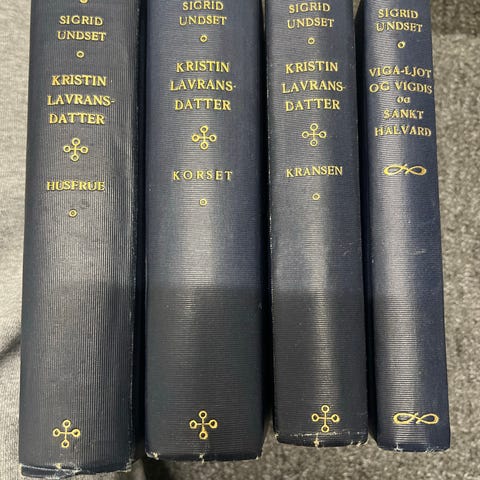 SIGRID
UNDSET
KRISTIN
LAVRANS-
DATTER
HUSFRUE
SIGRID
UNDSET
KRISTIN
LAVRANS-
DATTER
KORSET
SIGRID
UNDSET
KRISTIN
LAVRANS-
DATTER
KRANSEN
SIGRID
UNDSET
VIGA-LJOT
OG VIGDIS
OG
SANKT
HALVARD